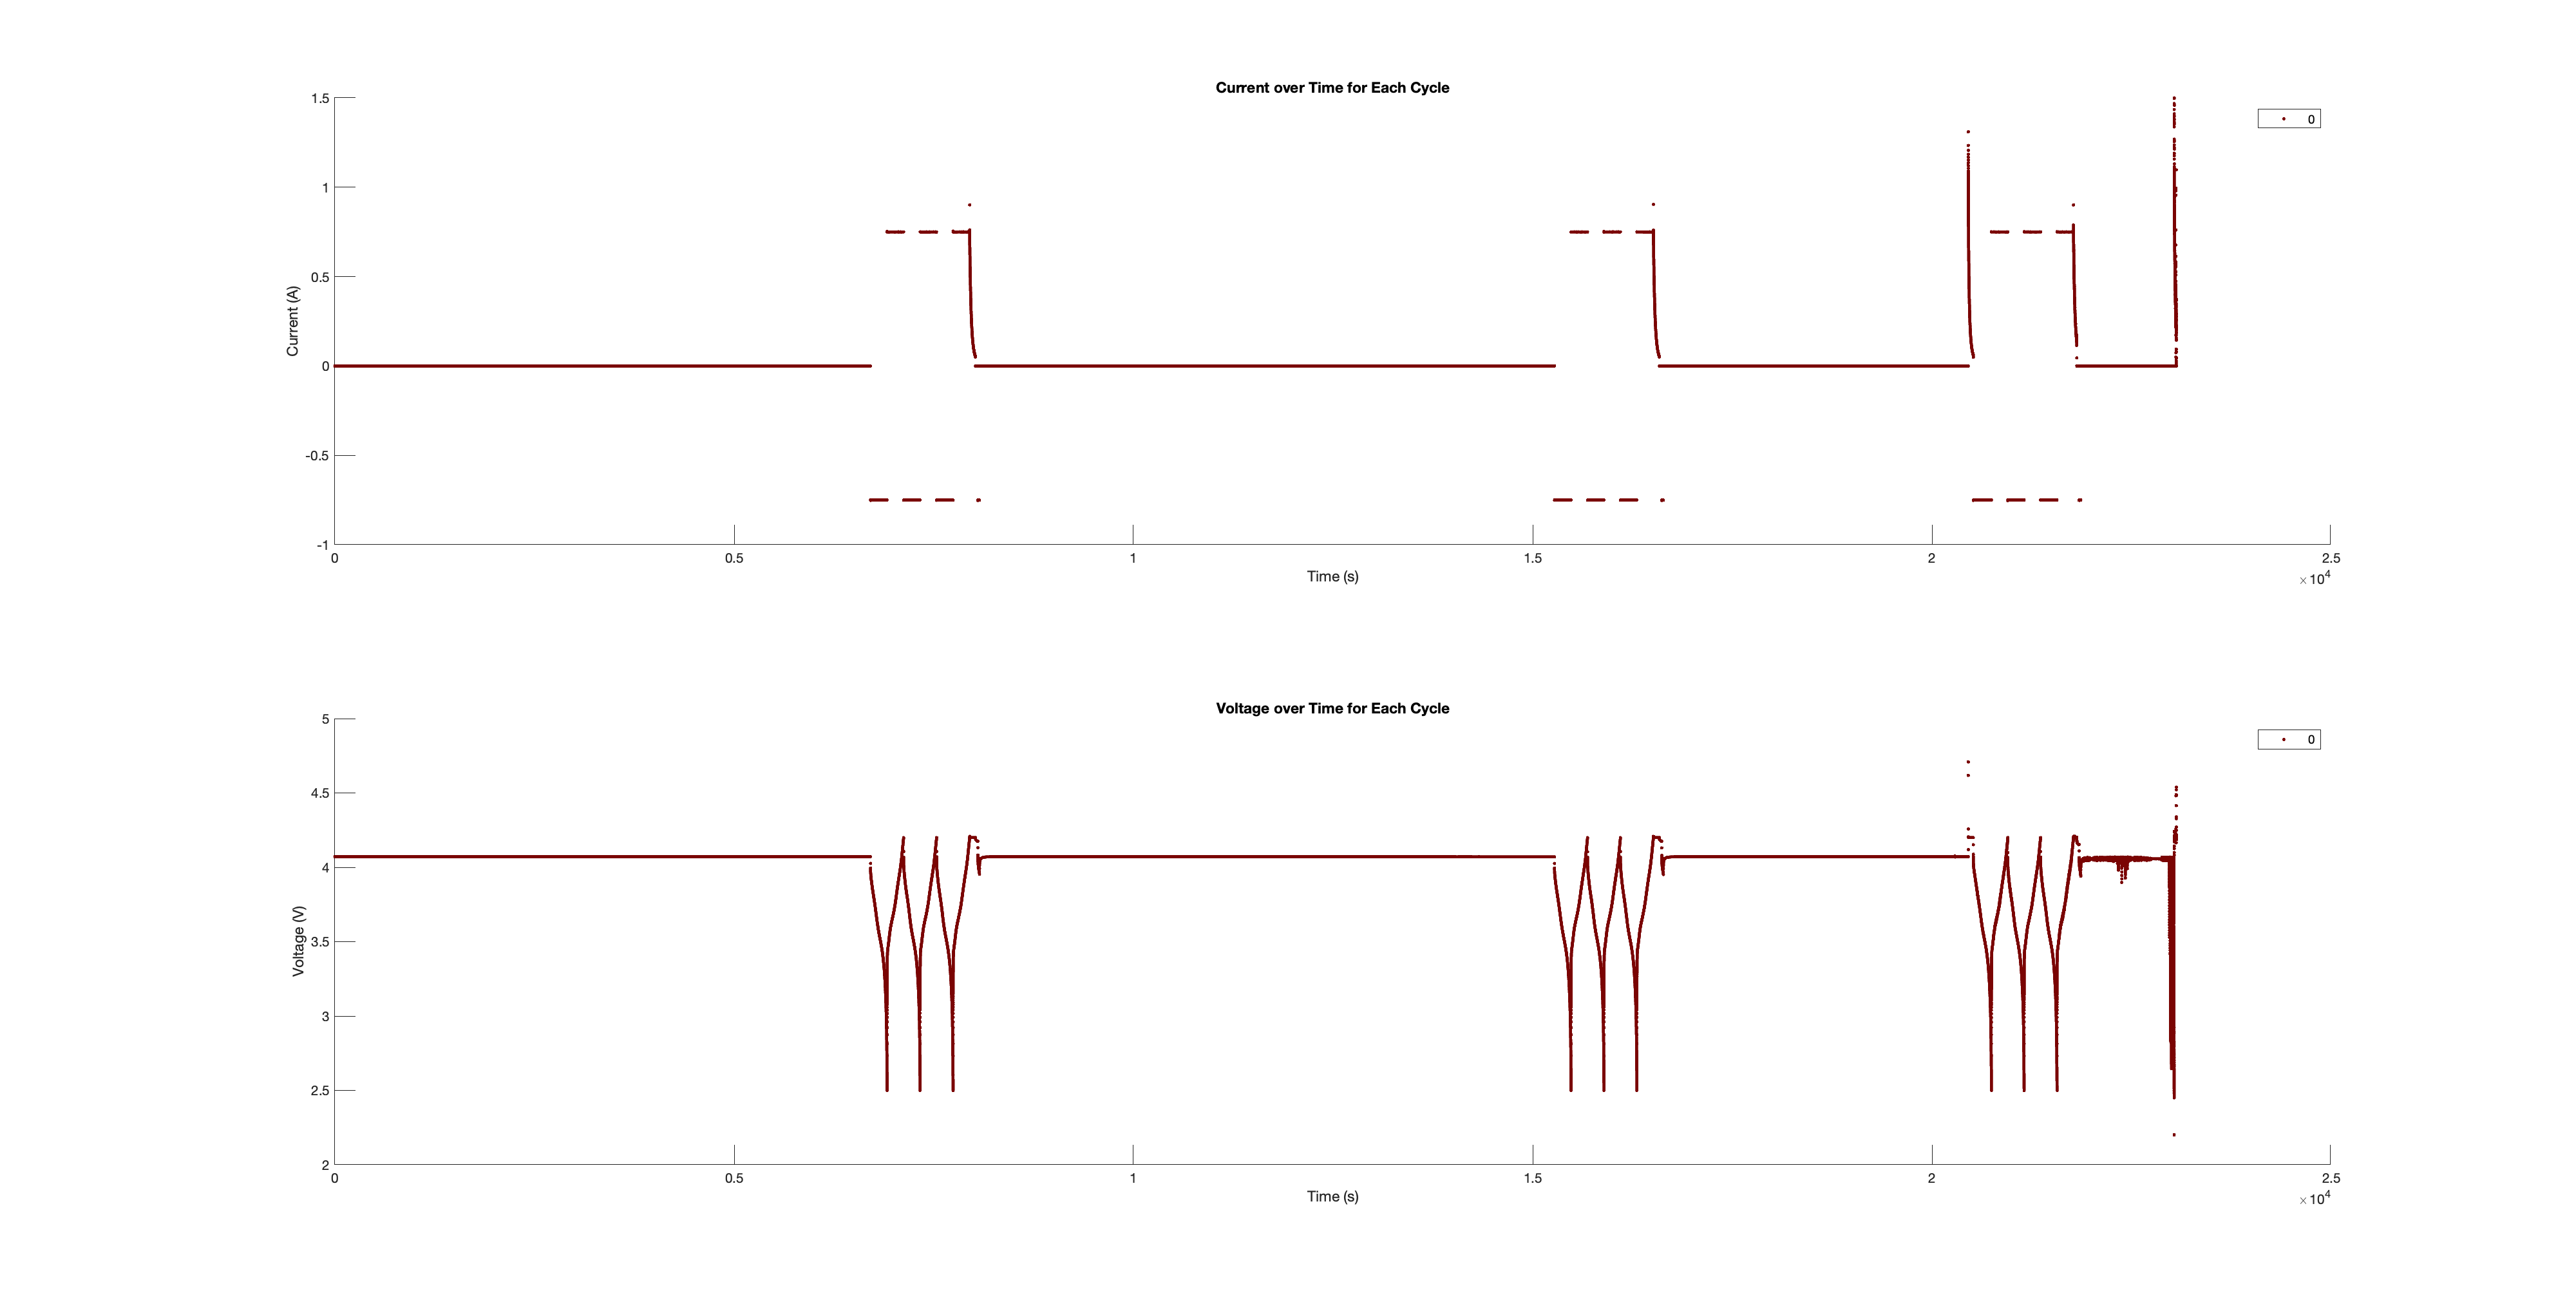 Current over Time for Each Cycle
0
1.5
1
0.5
0
-0.5
-1
Current (A)
0 0.5 1 1.5 2 2.5
×10^4
Time (s)
Voltage over Time for Each Cycle
0
5
4.5
4
3.5
3
2.5
2
Voltage (V)
0 0.5 1 1.5 2 2.5
×10^4
Time (s)